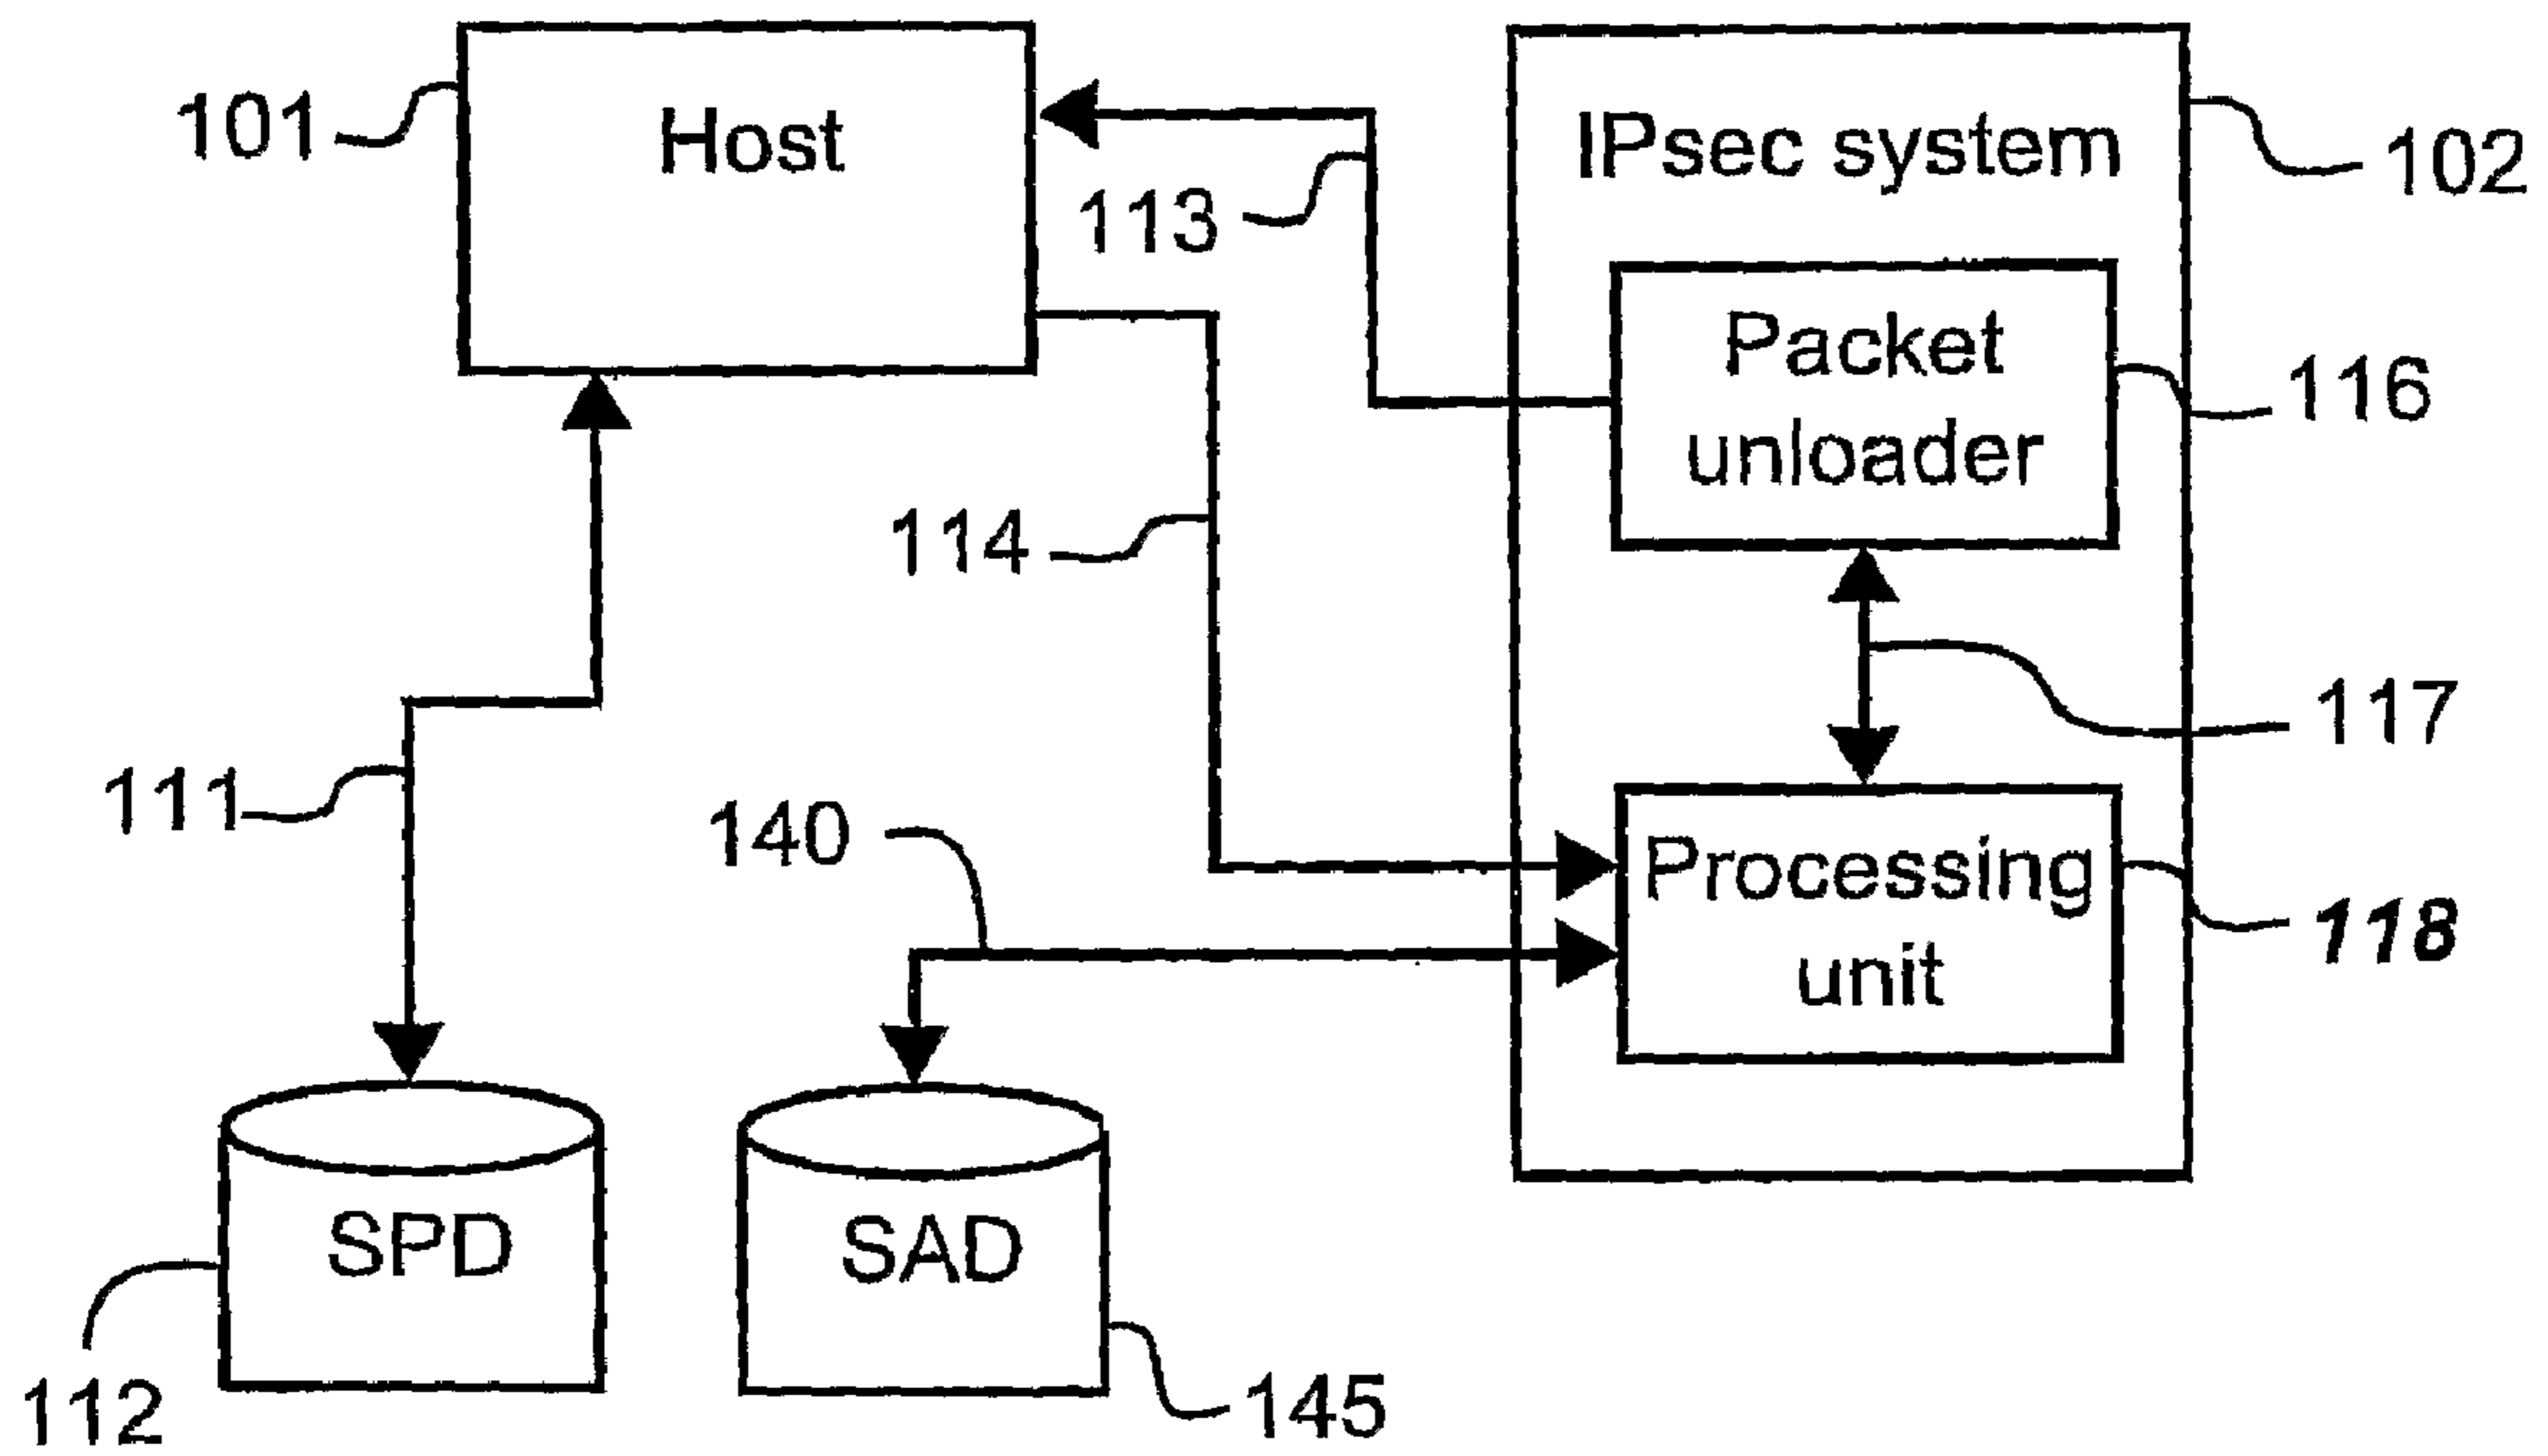 101
Host
113
IPsec system
102
Packet
unloader
116
114
117
111
140
Processing
unit
118
SPD
SAD
112
145